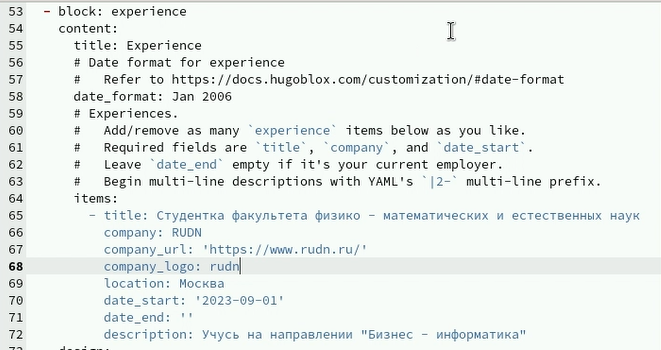 53 - block: experience
54 content:
55 title: Experience
56 # Date format for experience
57 #   Refer to https://docs.hugoblox.com/customization/#date-format
58 date_format: Jan 2006
59 # Experiences.
60 #   Add/remove as many `experience` items below as you like.
61 #   Required fields are `title`, `company`, and `date_start`.
62 #   Leave `date_end` empty if it's your current employer.
63 #   Begin multi-line descriptions with YAML's `|2-` multi-line prefix.
64 items:
65 - title: Студентка факультета физико - математических и естественных наук
66 company: RUDN
67 company_url: 'https://www.rudn.ru/'
68 company_logo: rudn
69 location: Москва
70 date_start: '2023-09-01'
71 date_end: ''
72 description: Учусь на направлении "Бизнес - информатика"